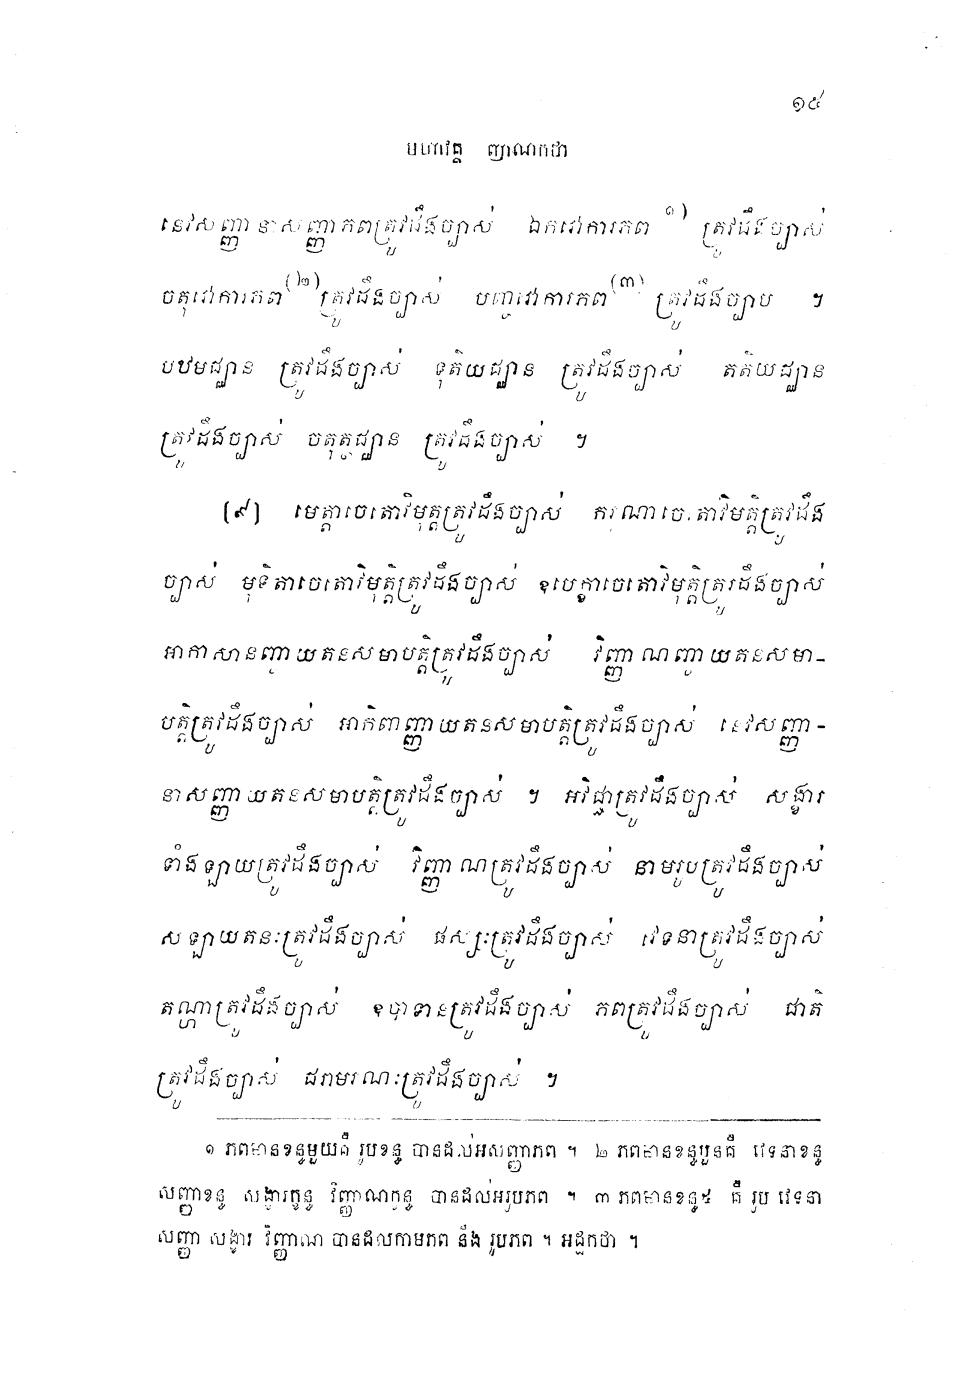 ១៥
មហាវគ្គ ញាណកថា
នេវសញ្ញានាសញ្ញាភពត្រូវដឹងច្បាស់ ឯកវោការភព ១) ត្រូវដឹងច្បាស់
ចតុវោការភព(២)ត្រូវដឹងច្បាស់ បញ្ចវោការភព(៣) ត្រូវដឹងច្បាប ។
បឋមជ្ឈាន ត្រូវដឹងច្បាស់ ទុតិយជ្ឈាន ត្រូវដឹងច្បាស់ តតិយជ្ឈាន
ត្រូវដឹងច្បាស់ ចតុត្ថជ្ឈាន ត្រូវដឹងច្បាស់ ។
(៩) មេត្តាចេតោវិមុត្តត្រូវដឹងច្បាស់ ករុណាចេតោវិមត្តិត្រូវដឹង
ច្បាស់ មុទិតាចេតោវិមុត្តិត្រូវដឹងច្បាស់ ឧបេក្ខាចេតោវិមុត្តិត្រូវដឹងច្បាស់
អាកាសានញ្ចាយតនសមាបត្តិត្រូវដឹងច្បាស់ វិញ្ញាណញ្ចាយតនសមា-
បត្តិត្រូវដឹងច្បាស់ អាកិពាញ្ញាយតនសមាបត្តិត្រូវដឹងច្បាស់ នេវសញ្ញា-
នាសញ្ញាយតនសមាបត្តិត្រូវដឹងច្បាស់ ។ អវិជ្ជាត្រូវដឹងច្បាស់ សង្ខារ
ទាំងឡាយត្រូវដឹងច្បាស់ វិញ្ញាណត្រូវដឹងច្បាស់ នាមរូបត្រូវដឹងច្បាស់
សឡាយតនៈត្រូវដឹងច្បាស់ ផស្សៈត្រូវដឹងច្បាស់ វេទនាត្រូវដឹងច្បាស់
តណ្ហាត្រូវដឹងច្បាស់ ឧបាទានត្រូវដឹងច្បាស់ ភពត្រូវដឹងច្បាស់ ជាតិ
ត្រូវដឹងច្បាស់ ជរាមរណៈត្រូវដឹងច្បាស់ ។
១ ភពមានខន្ធមួយគឺ រូបខន្ធ បានដល់អសញ្ញាភព ។ ២ ភពមានខន្ធបួនគឺ វេទនាខន្ធ
សញ្ញាខន្ធ សង្ខារក្ខន្ធ វិញ្ញាណក្ខន្ធ បានដល់អរូបភព ។ ៣ ភពមានខន្ធ៥ គឺ រូប វេទនា
សញ្ញា សង្ខារ វិញ្ញាណ បានដល់កាមភព នឹង រូបភព ។ អដ្ឋកថា ។